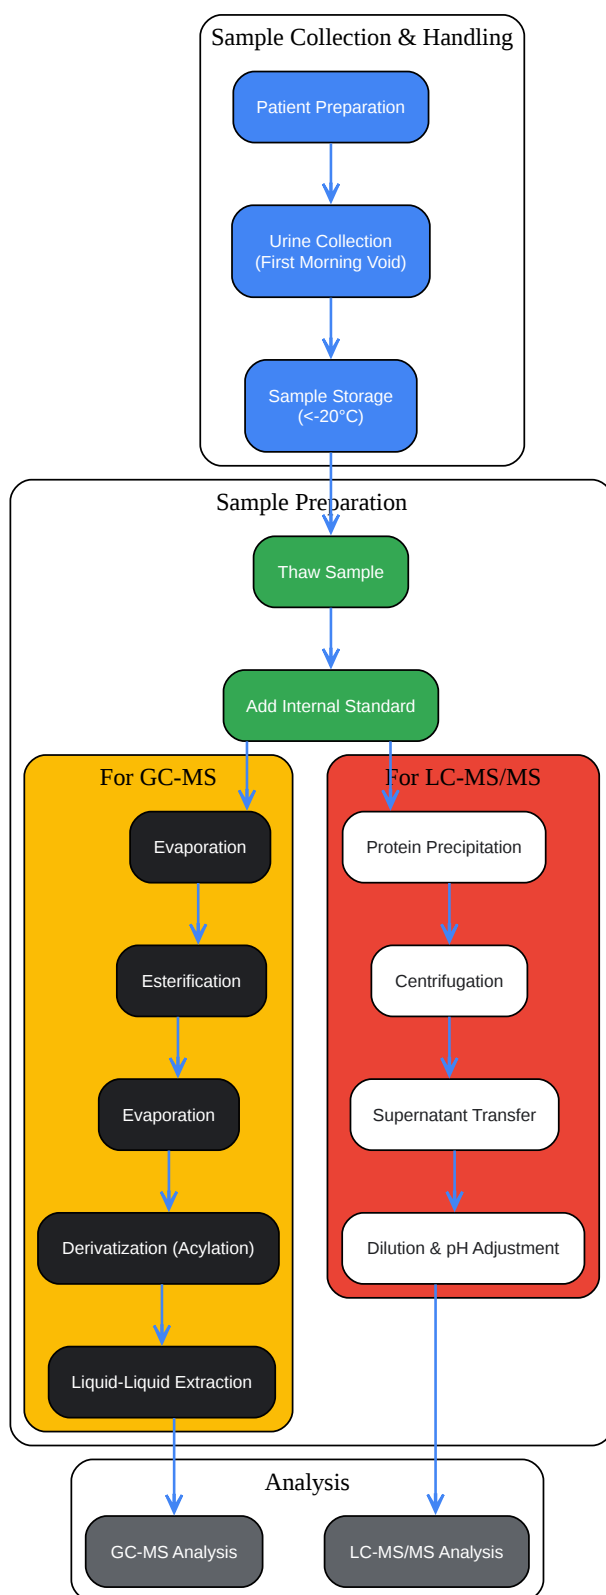 Sample Collection & Handling
Patient Preparation
Urine Collection
(First Morning Void)
Sample Storage
(<-20°C)
Sample Preparation
Thaw Sample
Add Internal Standard
For GC-MS
Evaporation
Esterification
Evaporation
Derivatization (Acylation)
Liquid-Liquid Extraction
For LC-MS/MS
Protein Precipitation
Centrifugation
Supernatant Transfer
Dilution & pH Adjustment
Analysis
GC-MS Analysis
LC-MS/MS Analysis